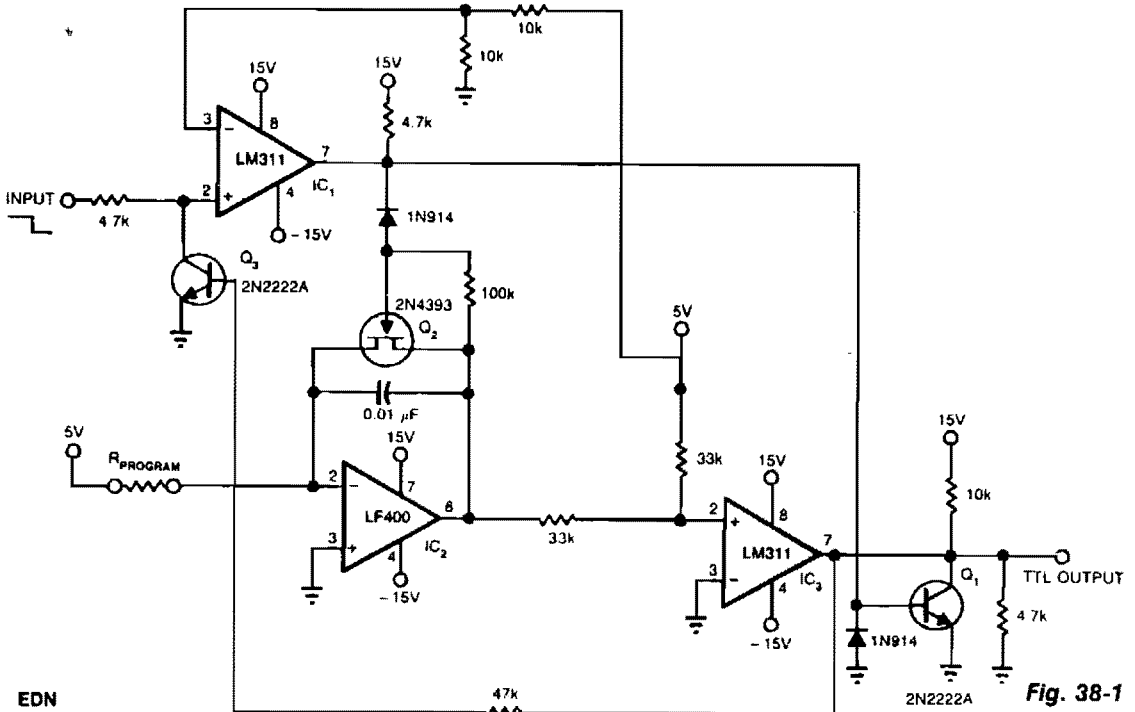 10k
10k
15V
15V
4.7k
3
−
8
LM311
7
IC1
INPUT
4.7k
2
+
4
−15V
1N914
Q3
2N2222A
100k
2N4393
Q2
5V
0.01 μF
15V
15V
5V
RPROGRAM
33k
15V
10k
2
−
7
LF400
6
IC2
3
+
4
−15V
33k
2
+
8
LM311
7
IC3
3
−
4
−15V
TTL OUTPUT
Q1
1N914
4.7k
2N2222A
47k
EDN
Fig. 38-1